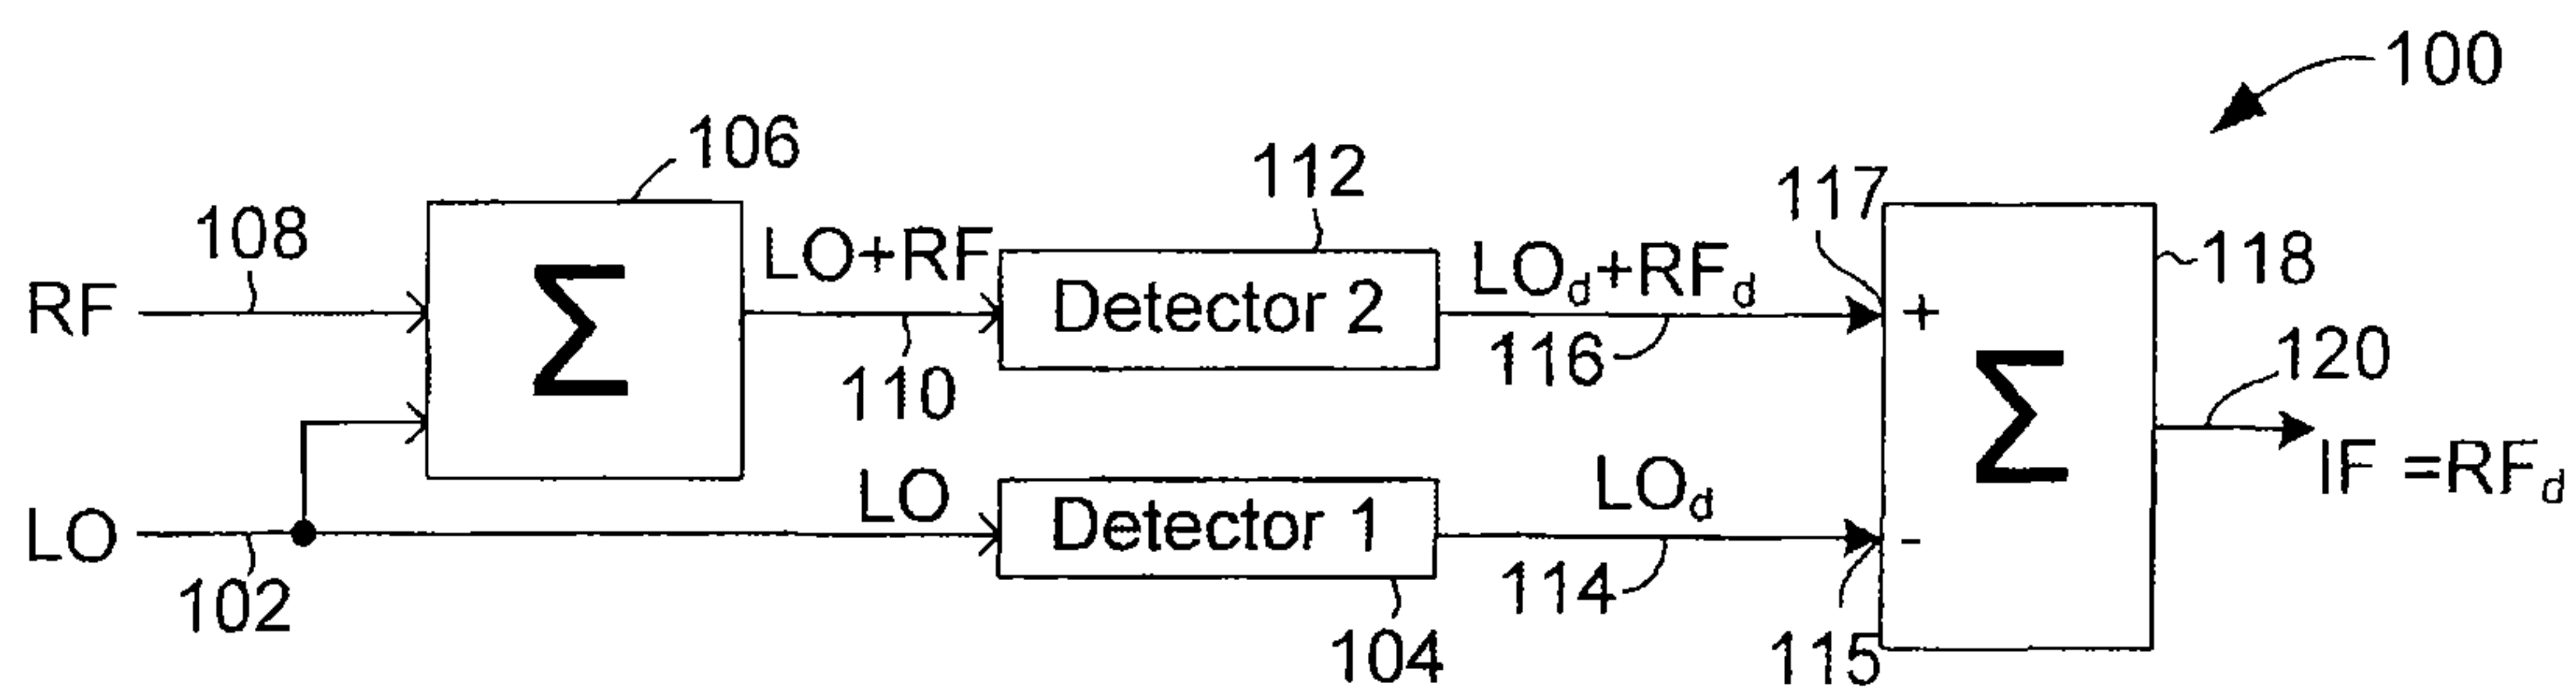 100
106
112
117
108
LO+RF
LO_d+RF_d
118
RF
Σ
Detector 2
+
116
120
110
Σ
LO
LO_d
IF =RF_d
LO
Detector 1
-
102
114
104
115